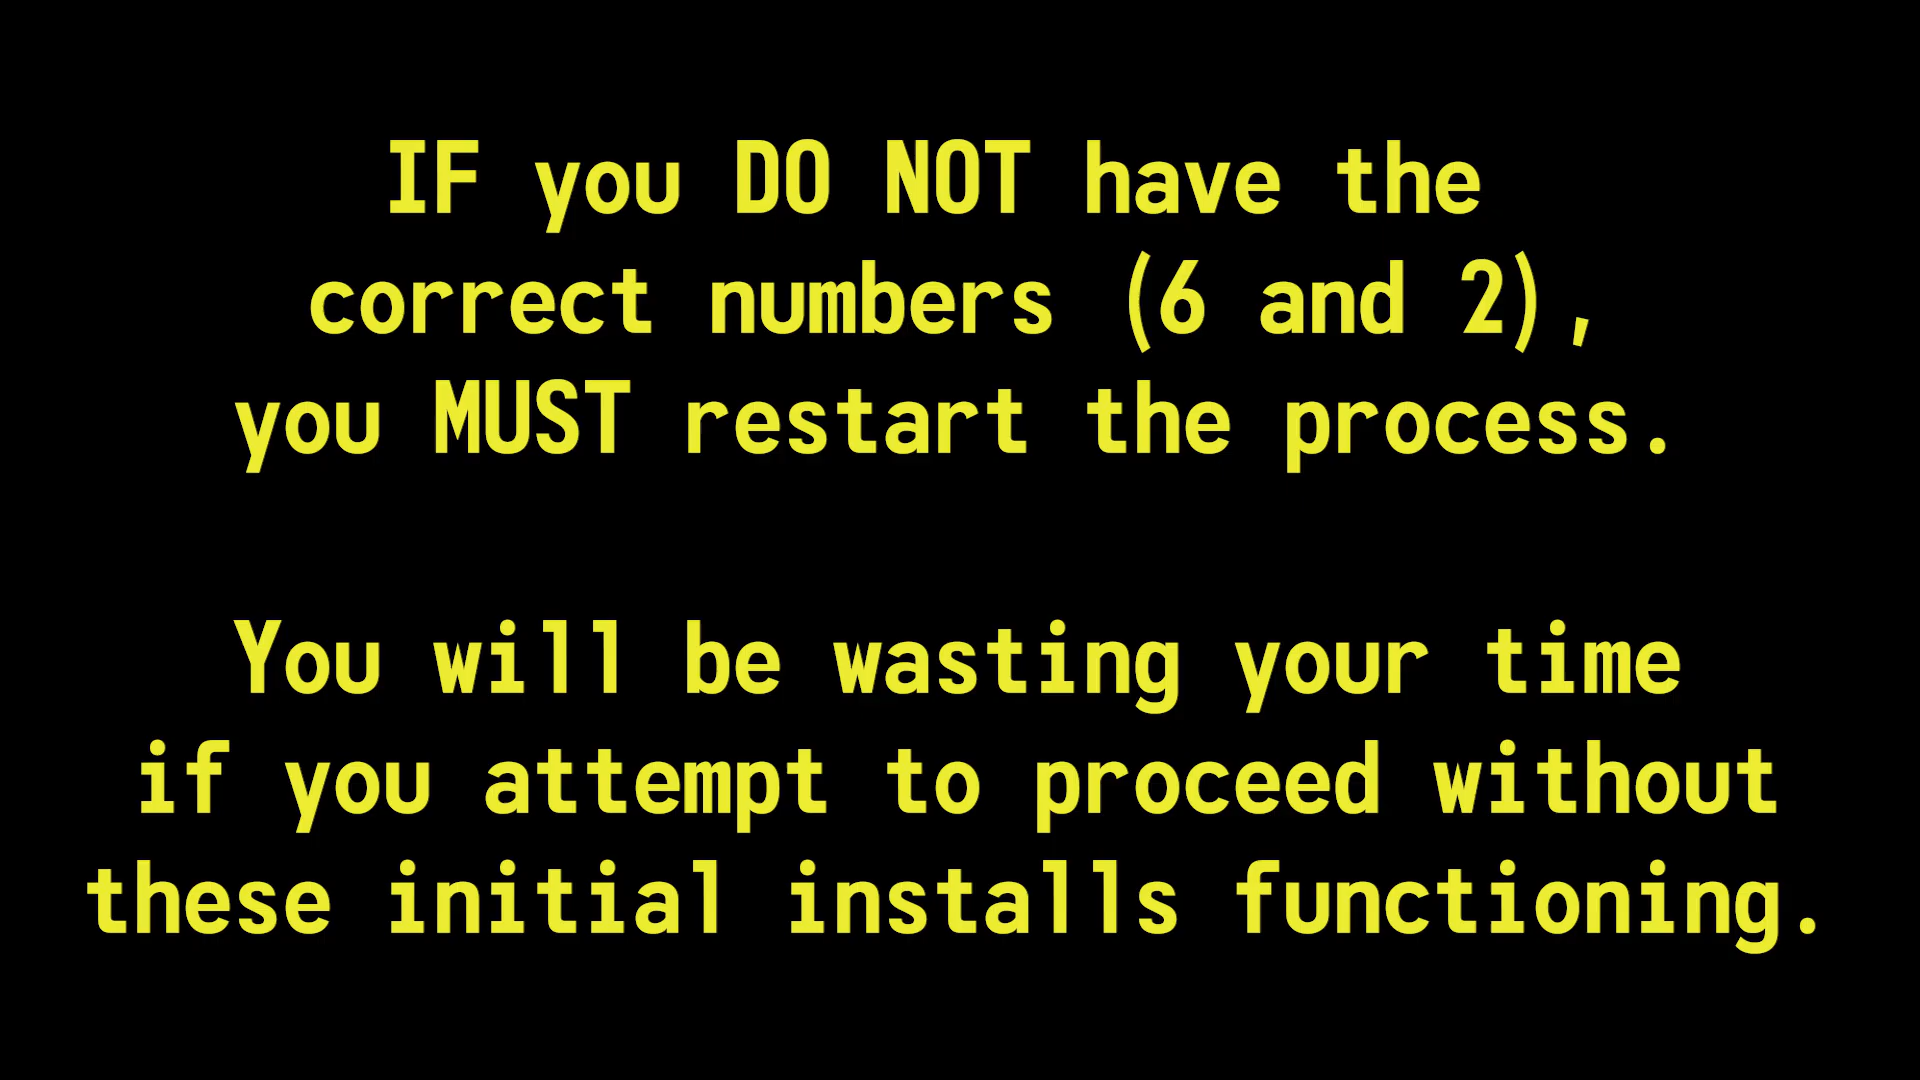 IF you DO NOT have the
correct numbers (6 and 2),
you MUST restart the process.
You will be wasting your time
if you attempt to proceed without
these initial installs functioning.